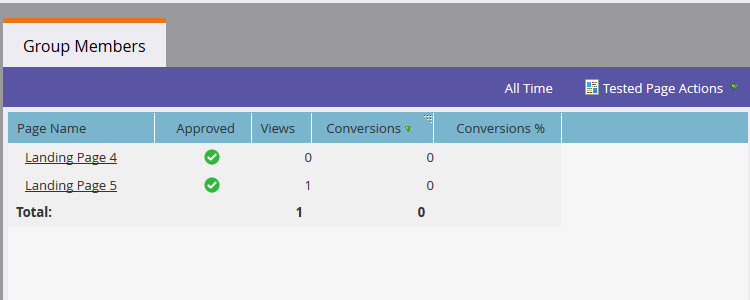 Group Members
All Time Tested Page Actions
Page Name Approved Views Conversions Conversions %
Landing Page 4 0 0
Landing Page 5 1 0
Total: 1 0